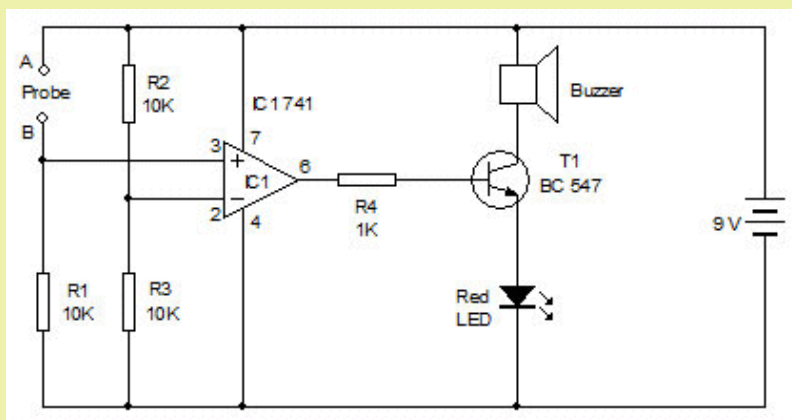 A
Probe
B
R2
10K
IC1 741
3
7
+
IC1
−
2
4
6
R4
1K
Buzzer
T1
BC 547
9 V
R1
10K
R3
10K
Red
LED